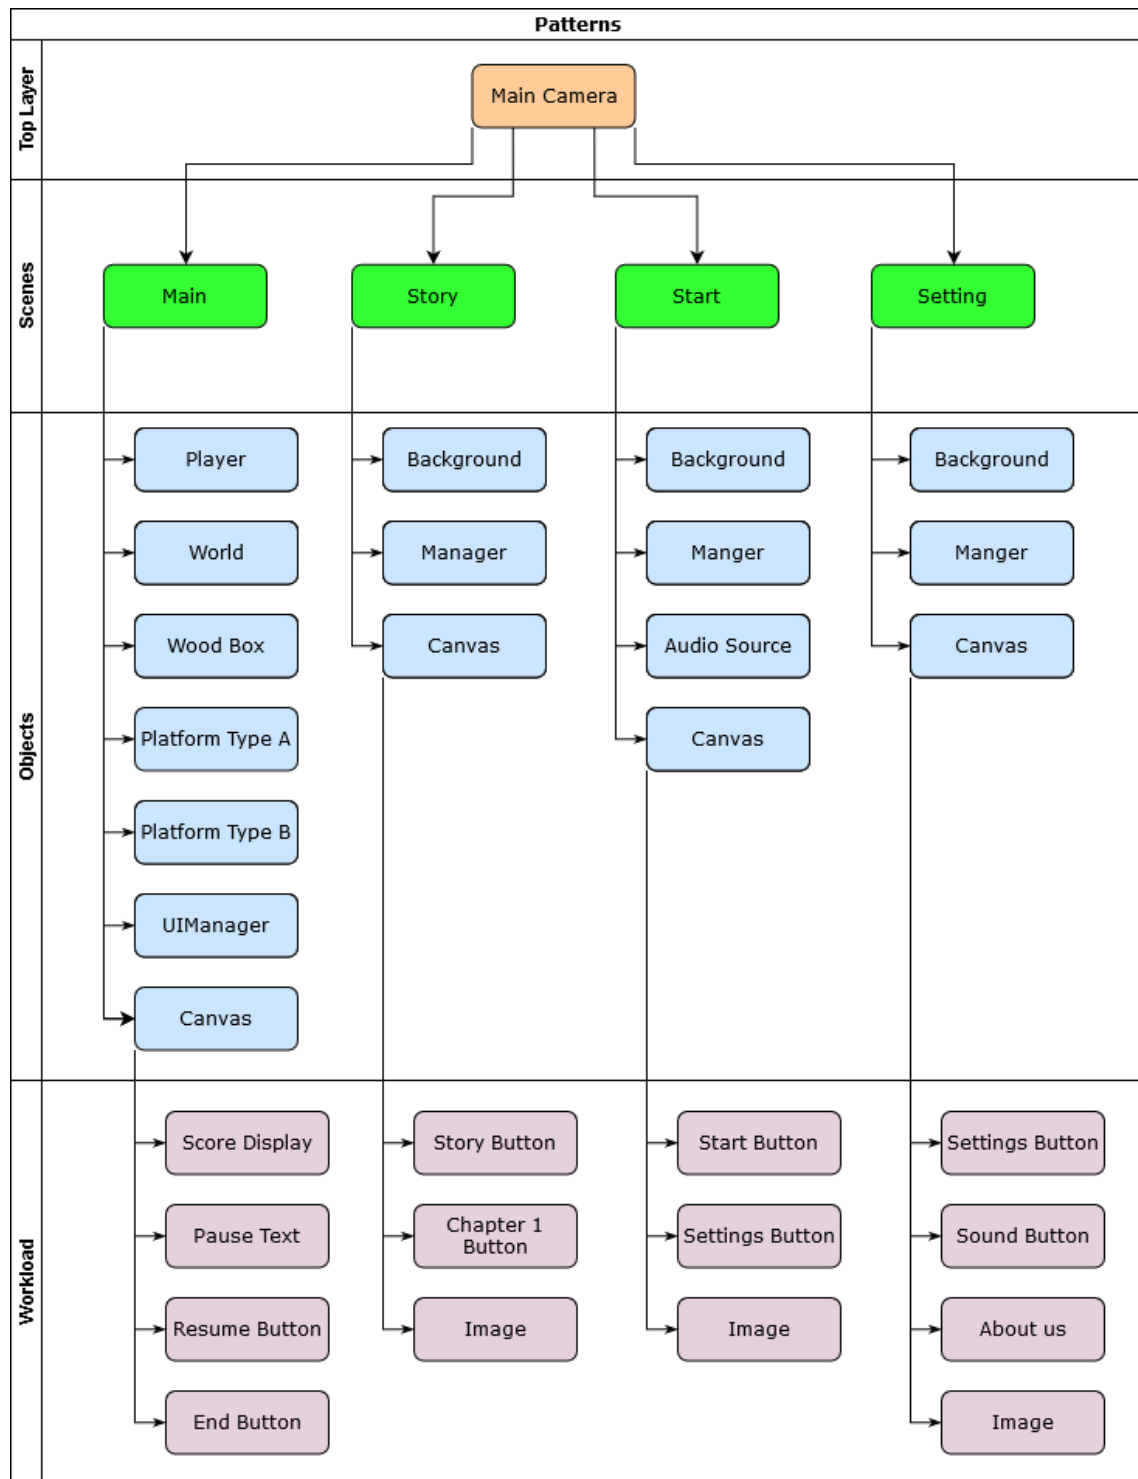 Patterns
Top Layer
Main Camera
Scenes
Main
Story
Start
Setting
Objects
Player
Background
Background
Background
World
Manager
Manger
Manger
Wood Box
Canvas
Audio Source
Canvas
Platform Type A
Canvas
Platform Type B
UIManager
Canvas
Workload
Score Display
Story Button
Start Button
Settings Button
Pause Text
Chapter 1
Button
Settings Button
Sound Button
Resume Button
Image
Image
About us
End Button
Image